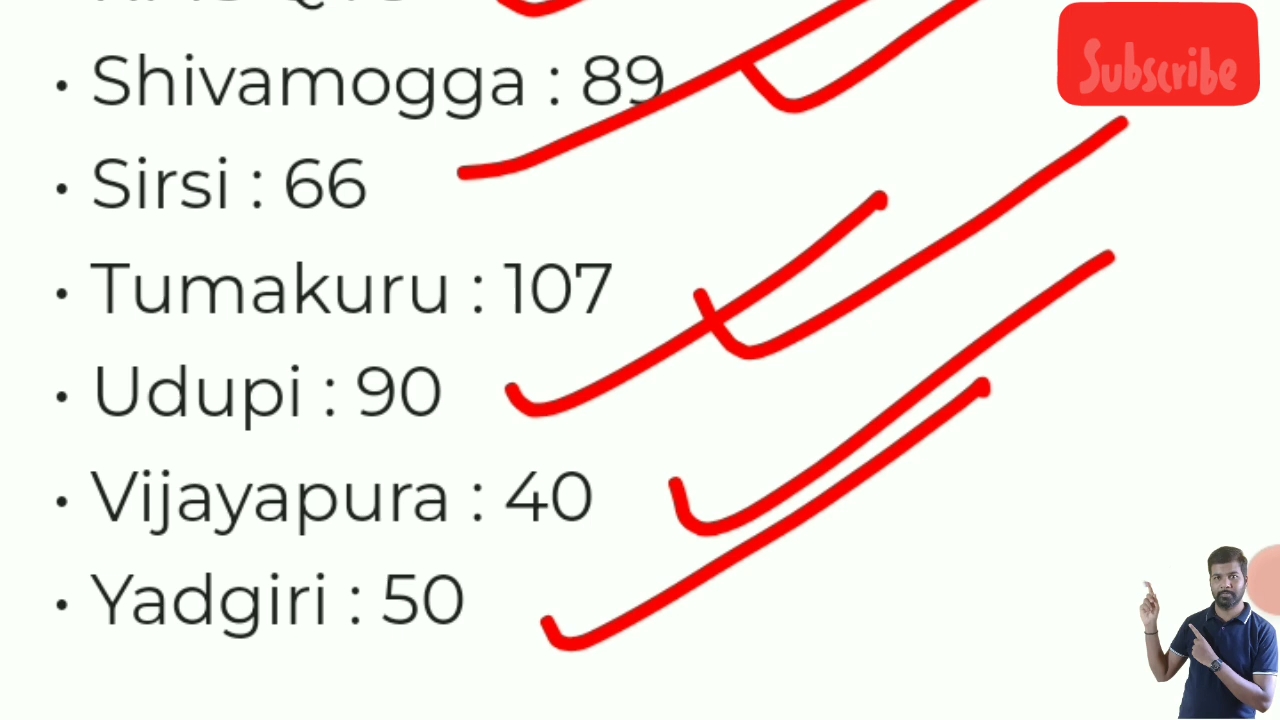 • Shivamogga : 89
Subscribe
• Sirsi : 66
• Tumakuru : 107
• Udupi : 90
• Vijayapura : 40
• Yadgiri : 50